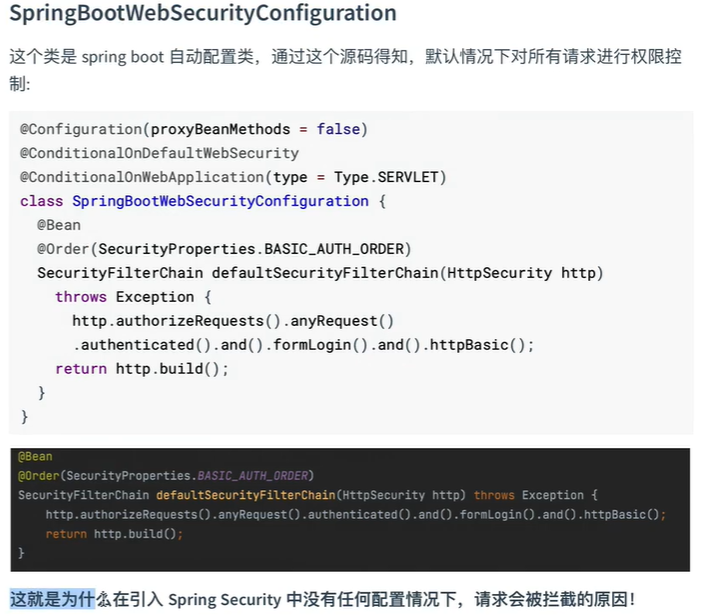 SpringBootWebSecurityConfiguration
这个类是 spring boot 自动配置类，通过这个源码得知，默认情况下对所有请求进行权限控
制:
@Configuration(proxyBeanMethods = false)
@ConditionalOnDefaultWebSecurity
@ConditionalOnWebApplication(type = Type.SERVLET)
class SpringBootWebSecurityConfiguration {
@Bean
@Order(SecurityProperties.BASIC_AUTH_ORDER)
SecurityFilterChain defaultSecurityFilterChain(HttpSecurity http)
throws Exception {
http.authorizeRequests().anyRequest()
.authenticated().and().formLogin().and().httpBasic();
return http.build();
}
}
@Bean
@Order(SecurityProperties.BASIC_AUTH_ORDER)
SecurityFilterChain defaultSecurityFilterChain(HttpSecurity http) throws Exception {
http.authorizeRequests().anyRequest().authenticated().and().formLogin().and().httpBasic();
return http.build();
}
这就是为什么在引入 Spring Security 中没有任何配置情况下，请求会被拦截的原因！